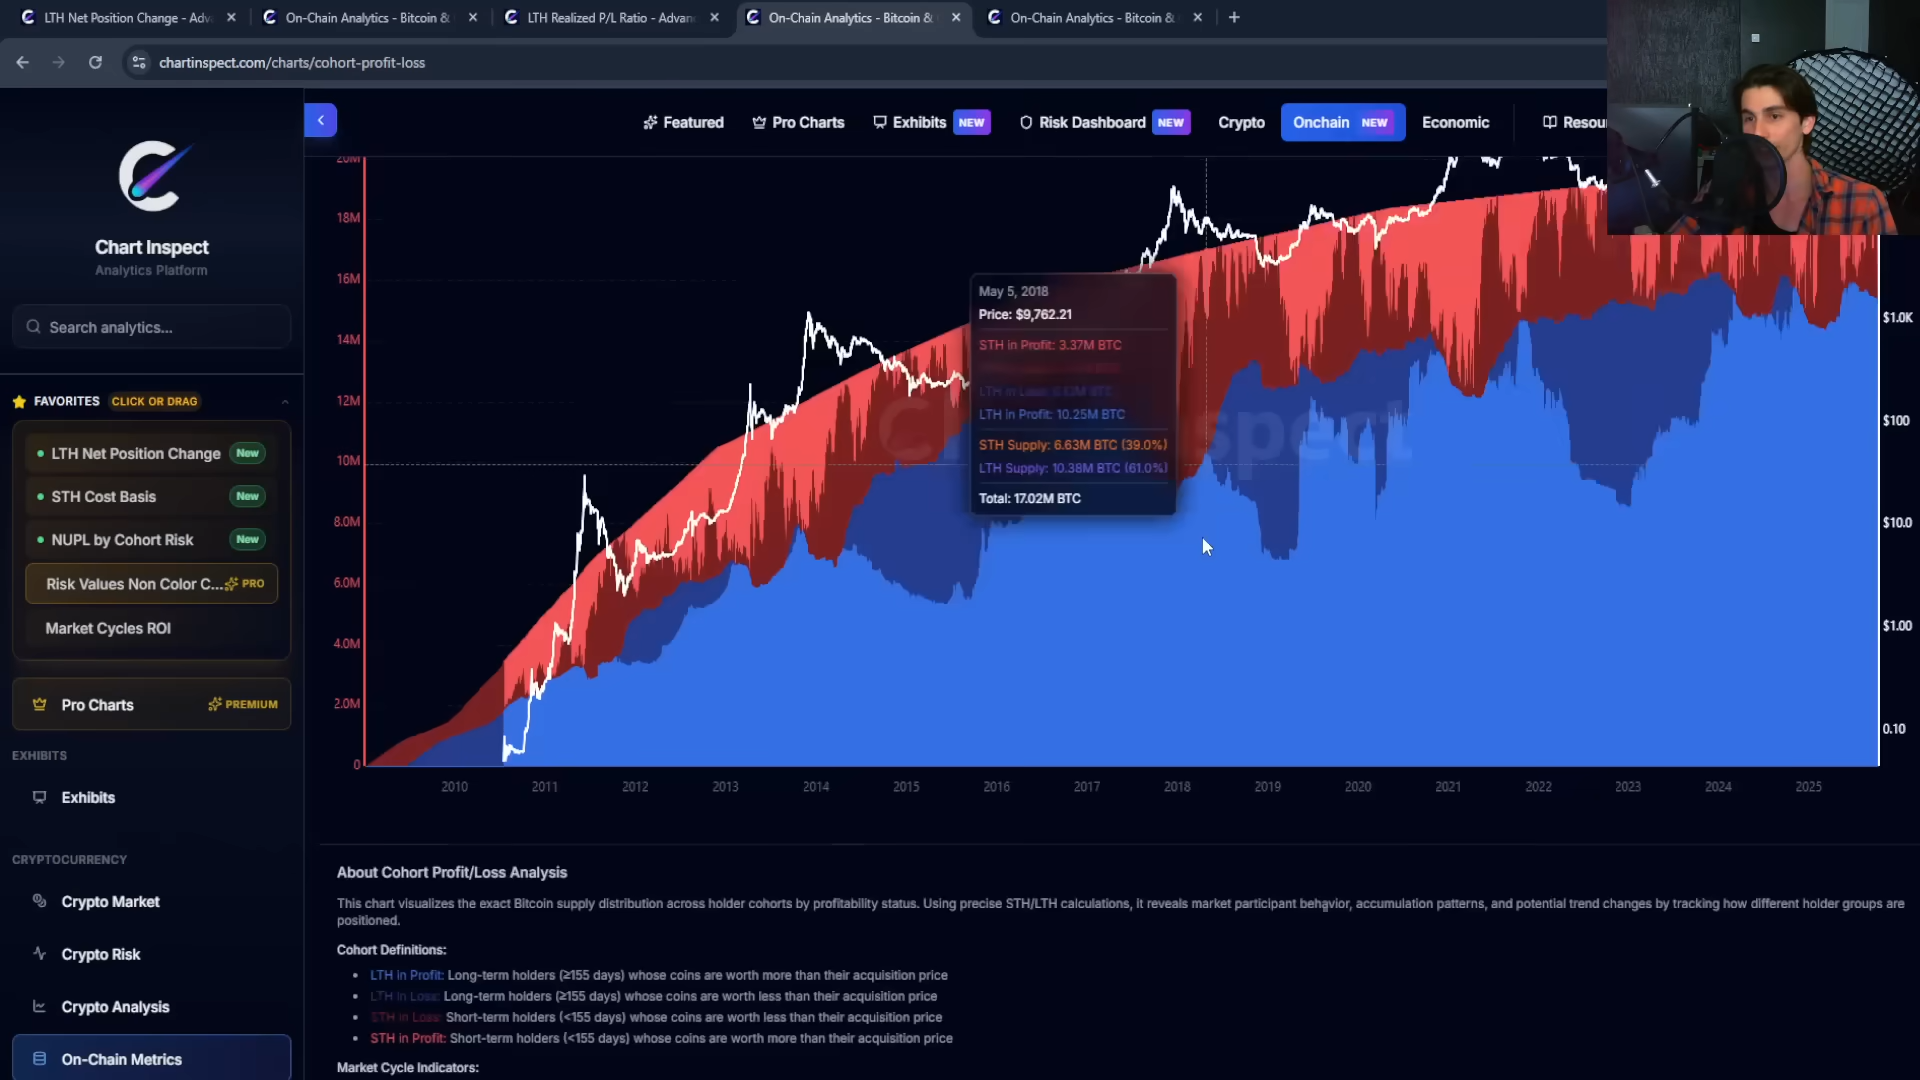 LTH Net Position Change - Adv
On-Chain Analytics - Bitcoin &
LTH Realized P/L Ratio - Advan
On-Chain Analytics - Bitcoin &
On-Chain Analytics - Bitcoin &
chartinspect.com/charts/cohort-profit-loss
Featured
Pro Charts
Exhibits NEW
Risk Dashboard NEW
Crypto
Onchain NEW
Economic
Resou
Chart Inspect
Analytics Platform
Search analytics...
FAVORITES CLICK OR DRAG
LTH Net Position Change New
STH Cost Basis New
NUPL by Cohort Risk New
Risk Values Non Color C... PRO
Market Cycles ROI
Pro Charts PREMIUM
EXHIBITS
Exhibits
CRYPTOCURRENCY
Crypto Market
Crypto Risk
Crypto Analysis
On-Chain Metrics
20M
18M
16M
14M
12M
10M
8.0M
6.0M
4.0M
2.0M
0
$1.0K
$100
$10.0
$1.00
0.10
May 5, 2018
Price: $9,762.21
STH in Profit: 3.37M BTC
LTH in Profit: 10.25M BTC
STH Supply: 6.63M BTC (39.0%)
LTH Supply: 10.38M BTC (61.0%)
Total: 17.02M BTC
2010 2011 2012 2013 2014 2015 2016 2017 2018 2019 2020 2021 2022 2023 2024 2025
About Cohort Profit/Loss Analysis
This chart visualizes the exact Bitcoin supply distribution across holder cohorts by profitability status. Using precise STH/LTH calculations, it reveals market participant behavior, accumulation patterns, and potential trend changes by tracking how different holder groups are
positioned.
Cohort Definitions:
LTH in Profit: Long-term holders (≥155 days) whose coins are worth more than their acquisition price
LTH in Loss: Long-term holders (≥155 days) whose coins are worth less than their acquisition price
STH in Loss: Short-term holders (<155 days) whose coins are worth less than their acquisition price
STH in Profit: Short-term holders (<155 days) whose coins are worth more than their acquisition price
Market Cycle Indicators: